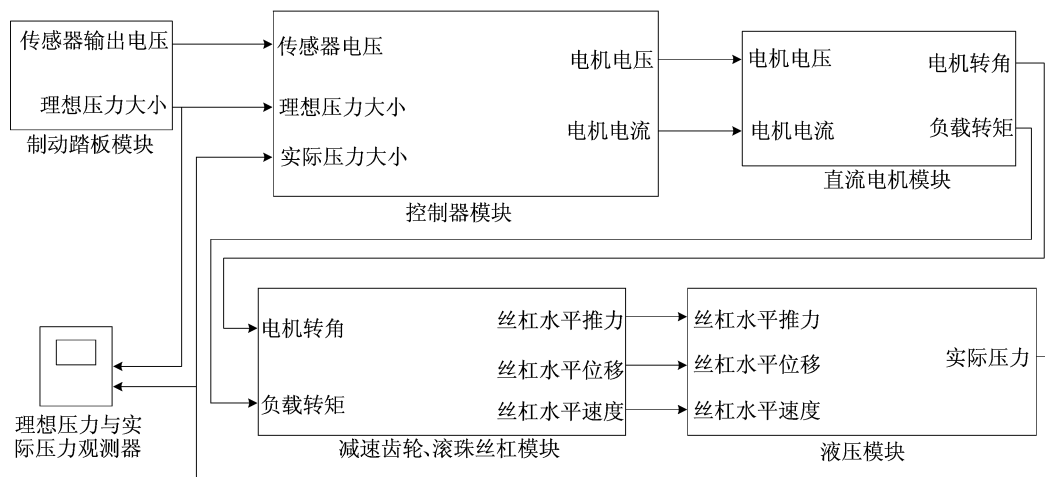 传感器输出电压
理想压力大小
制动踏板模块
传感器电压
理想压力大小
实际压力大小
电机电压
电机电流
控制器模块
电机电压
电机电流
电机转角
负载转矩
直流电机模块
电机转角
负载转矩
丝杠水平推力
丝杠水平位移
丝杠水平速度
减速齿轮、滚珠丝杠模块
丝杠水平推力
丝杠水平位移
丝杠水平速度
实际压力
液压模块
理想压力与实
际压力观测器